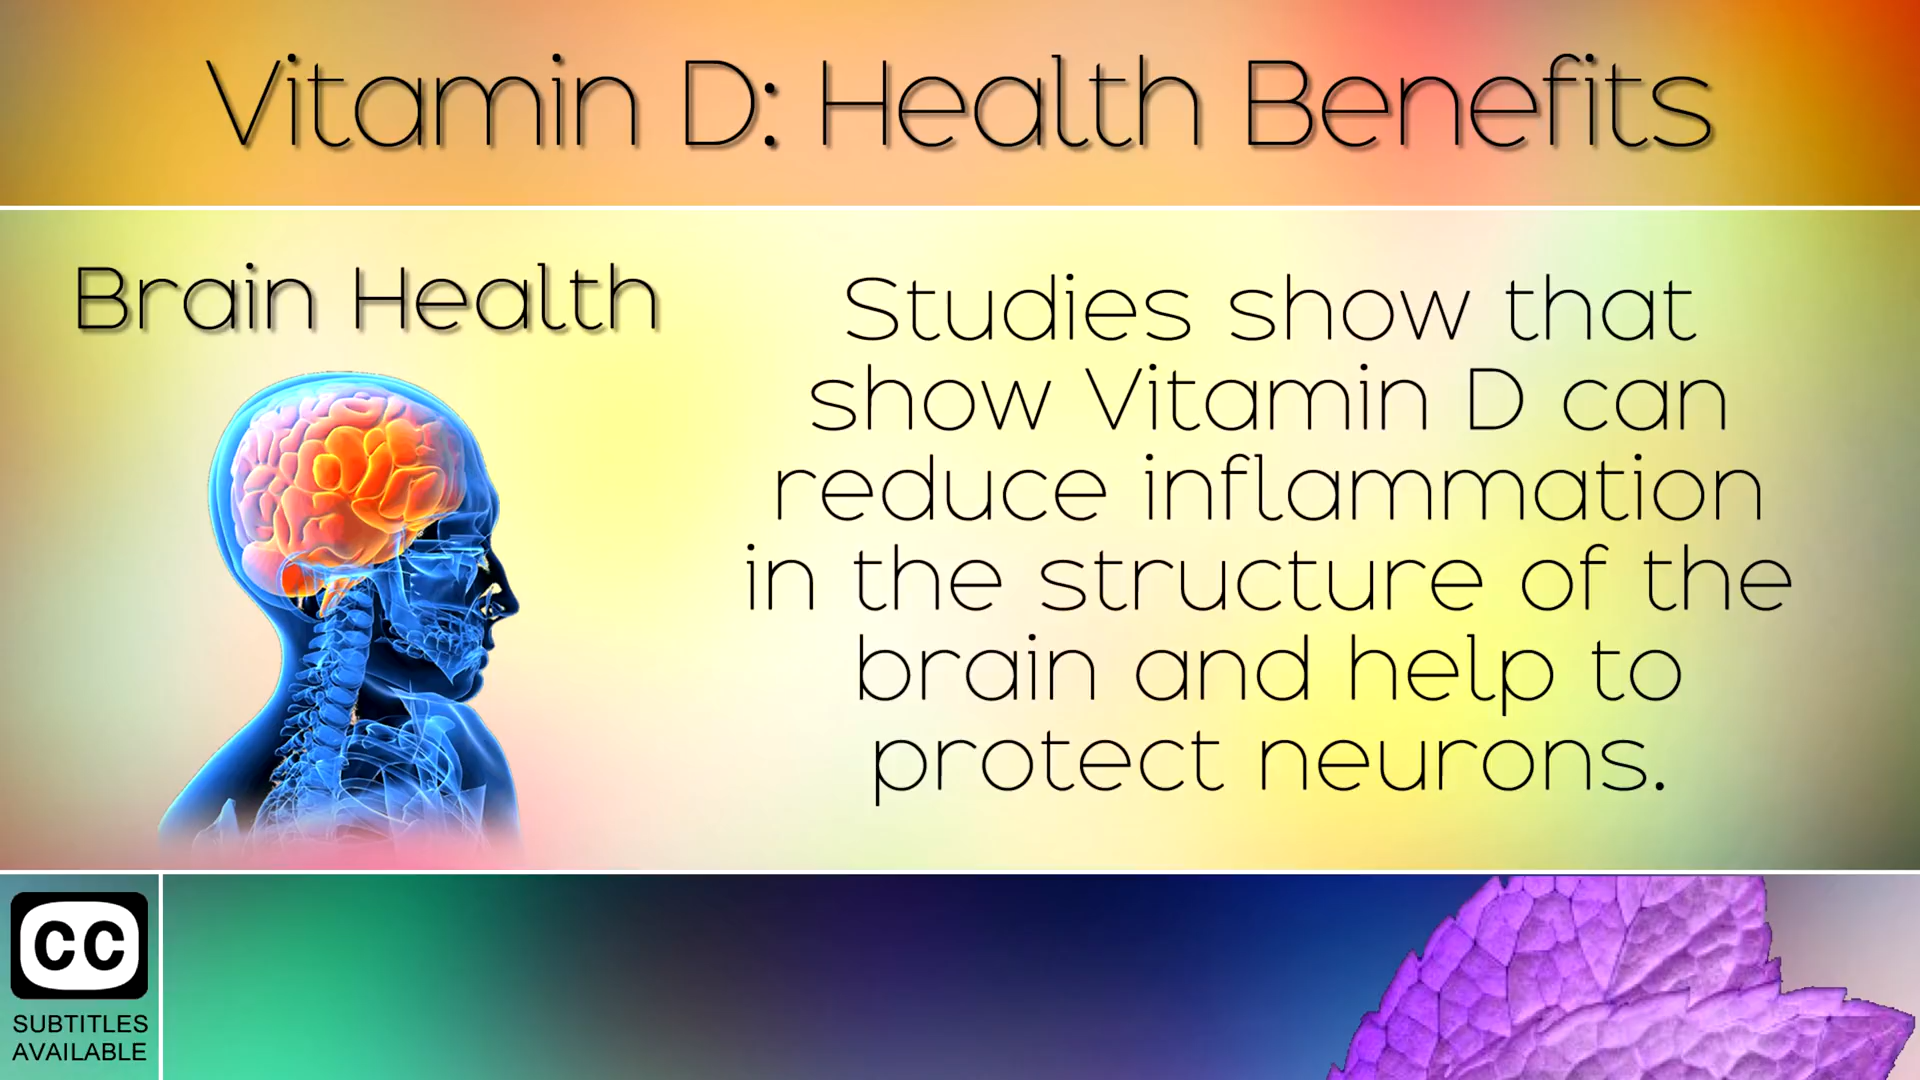 Vitamin D: Health Benefits
Brain Health
Studies show that
show Vitamin D can
reduce inflammation
in the structure of the
brain and help to
protect neurons.
CC
SUBTITLES
AVAILABLE